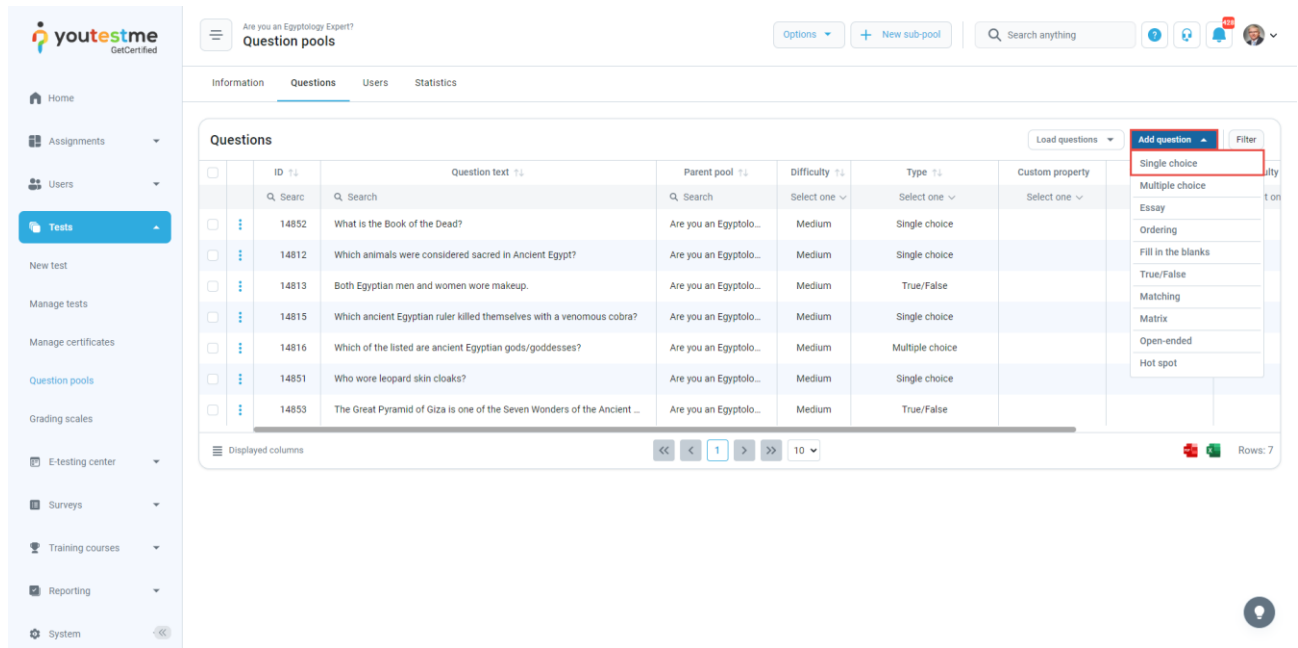 youtestme
GetCertified
Home
Assignments
Users
Tests
New test
Manage tests
Manage certificates
Question pools
Grading scales
E-testing center
Surveys
Training courses
Reporting
System
Are you an Egyptology Expert?
Question pools
Options
New sub-pool
Search anything
?
428
Information Questions Users Statistics
Questions
Load questions Add question Filter
ID Question text Parent pool Difficulty Type Custom property ulty
Searc Search Search Select one Select one Select one t on
14852 What is the Book of the Dead? Are you an Egyptolo... Medium Single choice
14812 Which animals were considered sacred in Ancient Egypt? Are you an Egyptolo... Medium Single choice
14813 Both Egyptian men and women wore makeup. Are you an Egyptolo... Medium True/False
14815 Which ancient Egyptian ruler killed themselves with a venomous cobra? Are you an Egyptolo... Medium Single choice
14816 Which of the listed are ancient Egyptian gods/goddesses? Are you an Egyptolo... Medium Multiple choice
14851 Who wore leopard skin cloaks? Are you an Egyptolo... Medium Single choice
14853 The Great Pyramid of Giza is one of the Seven Wonders of the Ancient ... Are you an Egyptolo... Medium True/False
Single choice
Multiple choice
Essay
Ordering
Fill in the blanks
True/False
Matching
Matrix
Open-ended
Hot spot
Displayed columns
<< < 1 > >> 10
Rows: 7